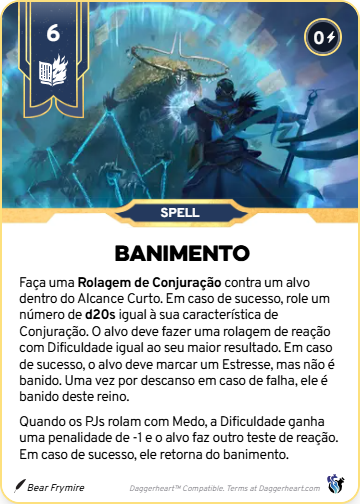 6
0
SPELL
BANIMENTO
Faça uma Rolagem de Conjuração contra um alvo
dentro do Alcance Curto. Em caso de sucesso, role um
número de d20s igual à sua característica de
Conjuração. O alvo deve fazer uma rolagem de reação
com Dificuldade igual ao seu maior resultado. Em caso
de sucesso, o alvo deve marcar um Estresse, mas não é
banido. Uma vez por descanso em caso de falha, ele é
banido deste reino.
Quando os PJs rolam com Medo, a Dificuldade ganha
uma penalidade de -1 e o alvo faz outro teste de reação.
Em caso de sucesso, ele retorna do banimento.
Bear Frymire
Daggerheart™ Compatible. Terms at Daggerheart.com